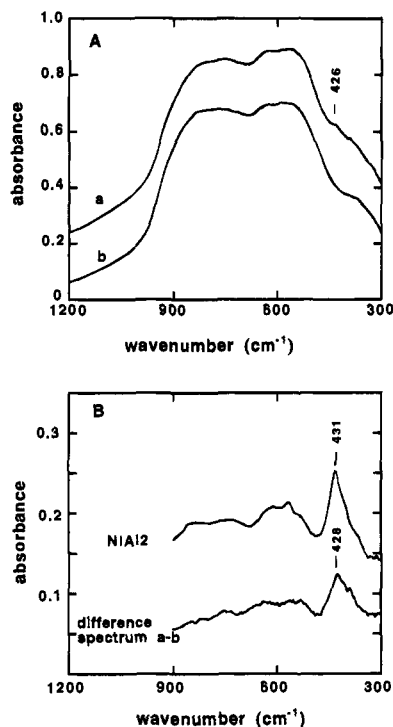 A
1.0
0.8
0.6
0.4
0.2
0
absorbance
426
a
b
1200
900
600
300
wavenumber (cm-1)
B
0.3
0.2
0.1
absorbance
431
NiAl2
428
difference
spectrum a-b
1200
900
600
300
wavenumber (cm-1)